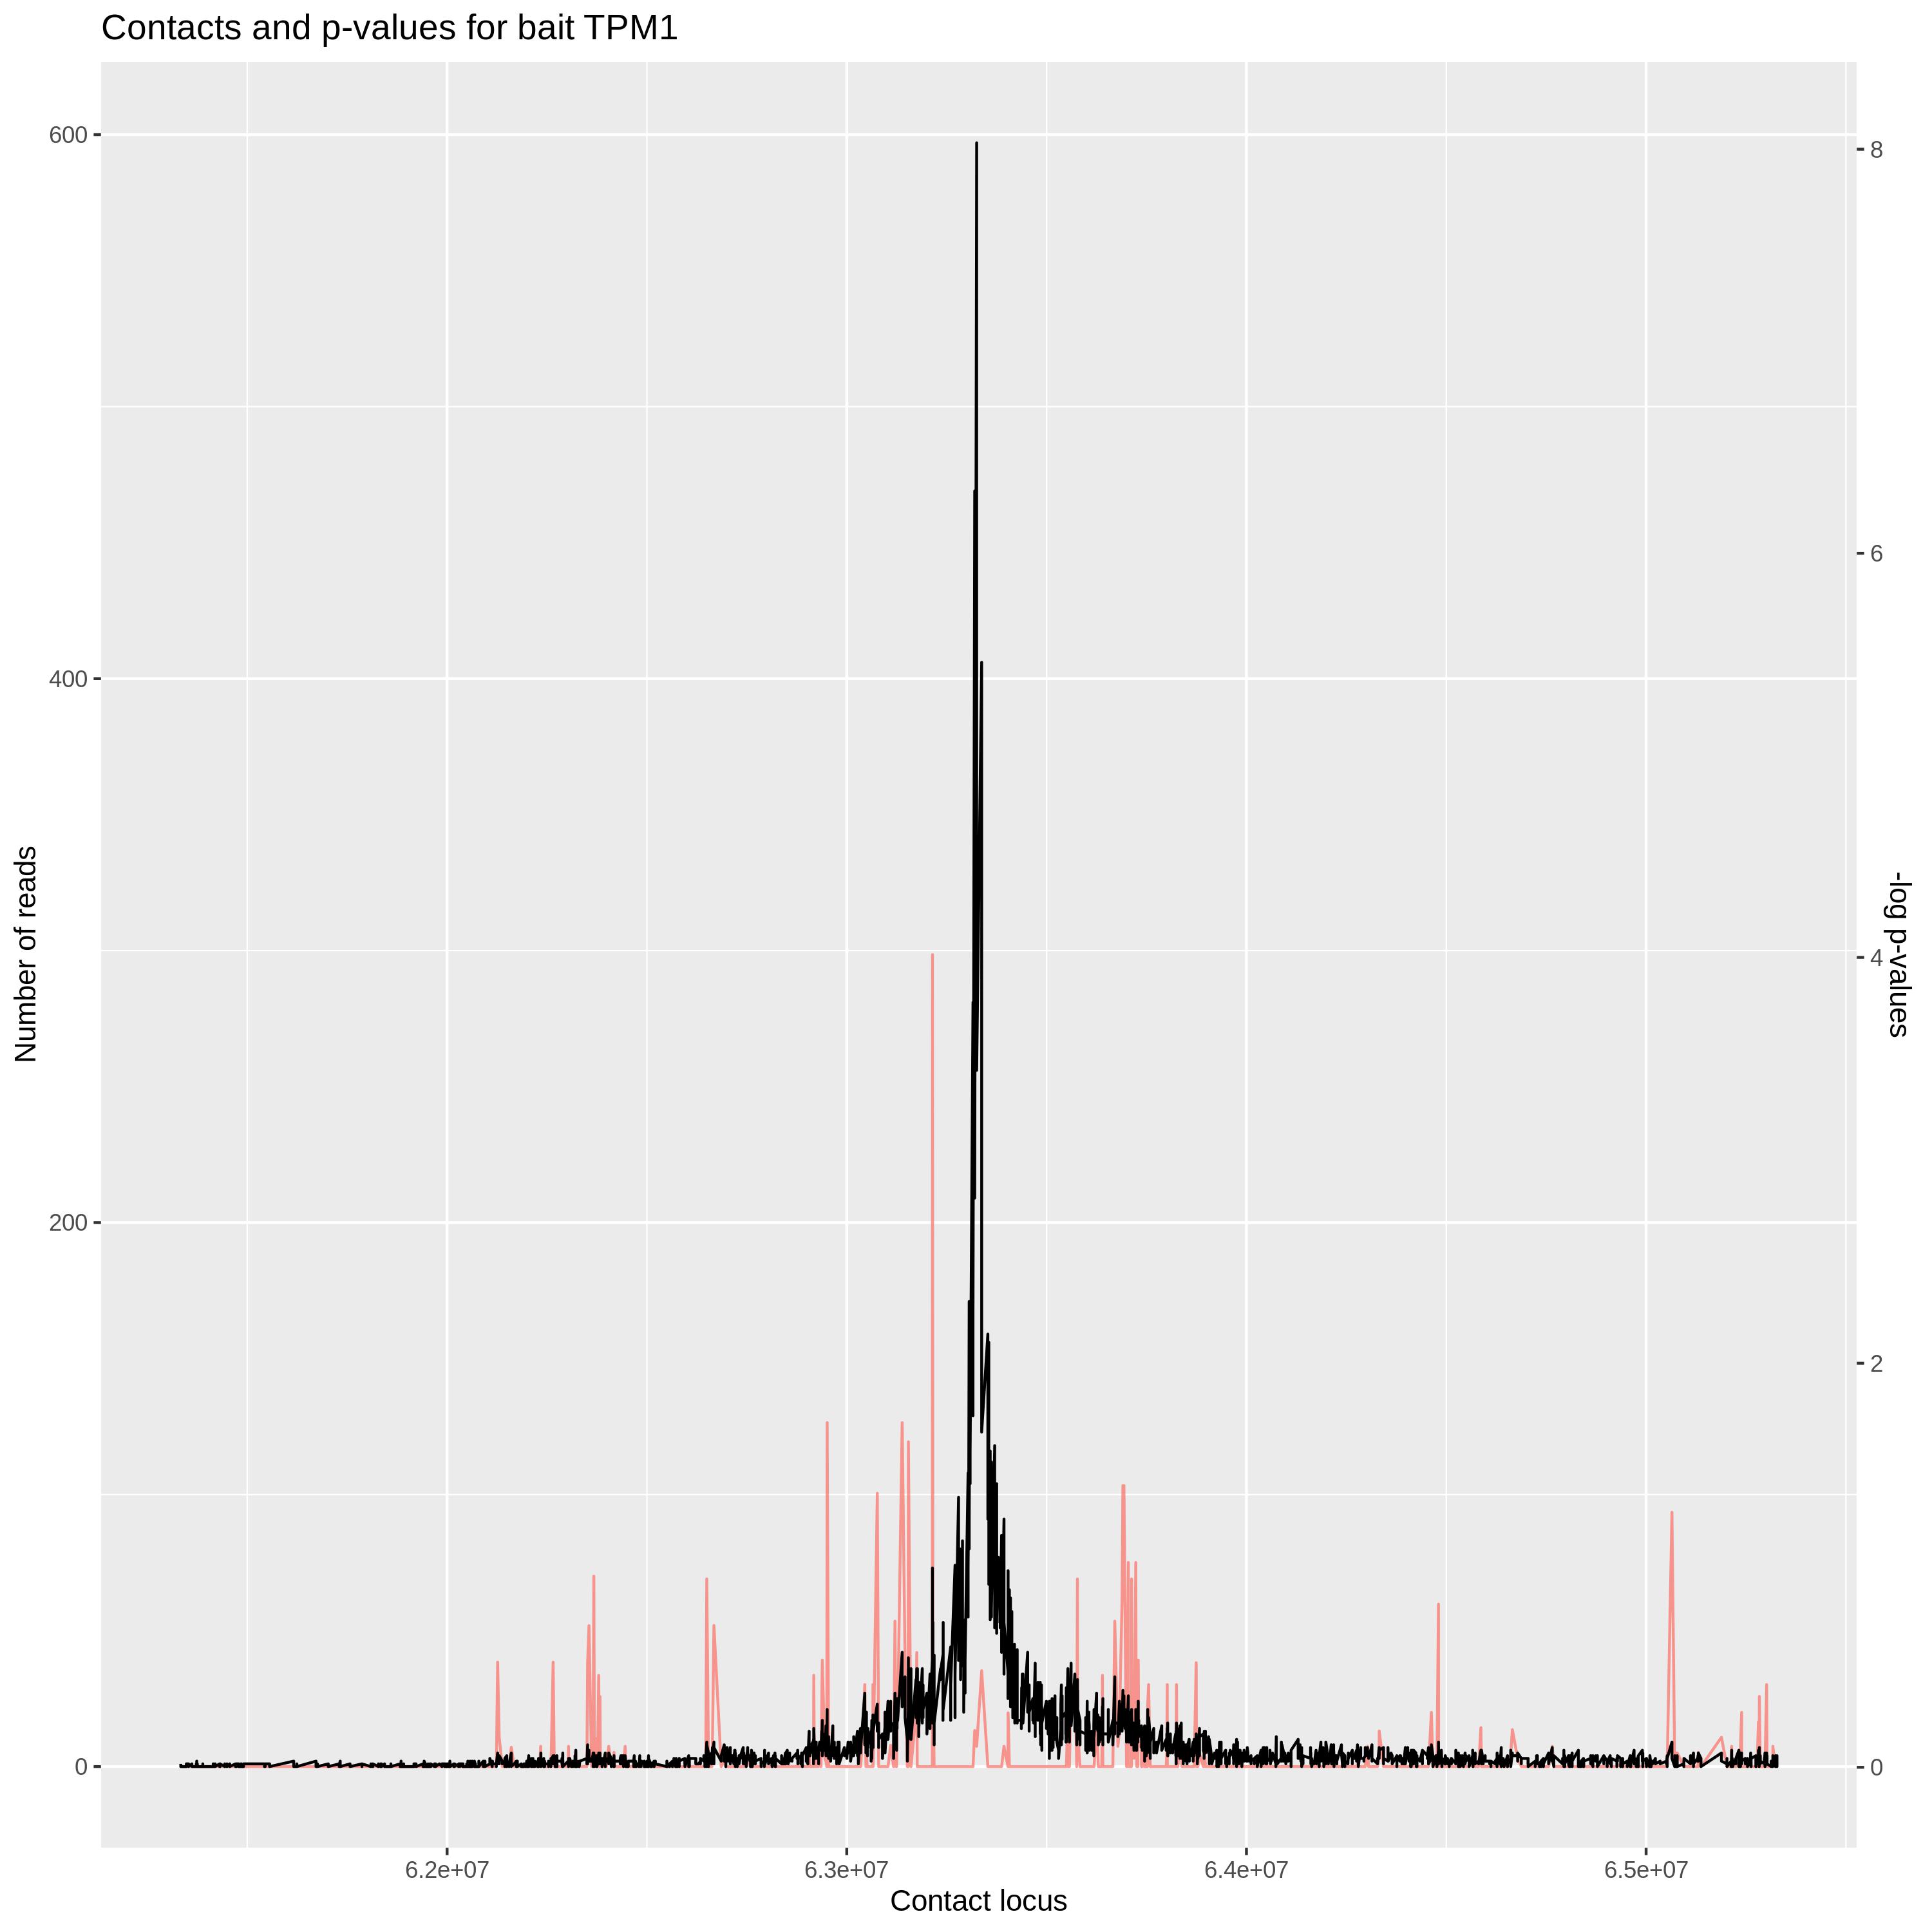 Contacts and p-values for bait TPM1
600
400
200
0
Number of reads
8
6
4
2
0
-log p-values
6.2e+07
6.3e+07
6.4e+07
6.5e+07
Contact locus